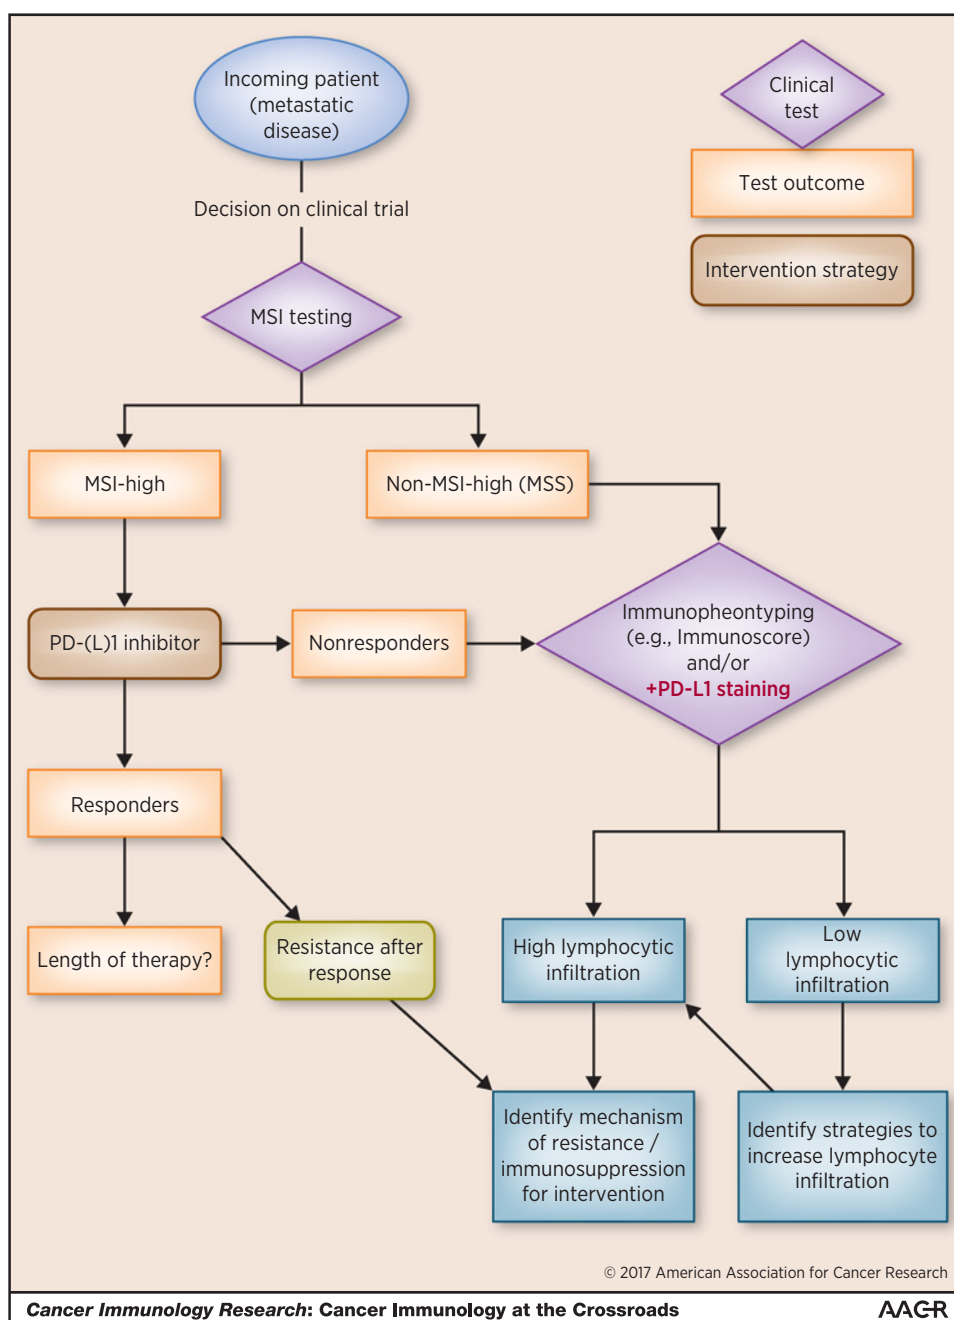 Incoming patient
(metastatic
disease)
Clinical
test
Test outcome
Intervention strategy
Decision on clinical trial
MSI testing
MSI-high
Non-MSI-high (MSS)
PD-(L)1 inhibitor
Nonresponders
Immunopheontyping
(e.g., Immunoscore)
and/or
+PD-L1 staining
Responders
Length of therapy?
Resistance after
response
High lymphocytic
infiltration
Low
lymphocytic
infiltration
Identify mechanism
of resistance /
immunosuppression
for intervention
Identify strategies to
increase lymphocyte
infiltration
© 2017 American Association for Cancer Research
Cancer Immunology Research: Cancer Immunology at the Crossroads
AACR